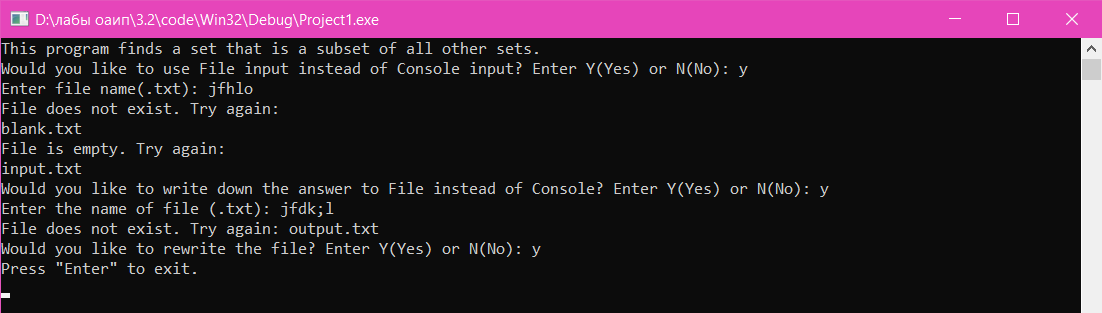 D:\лабы оаип\3.2\code\Win32\Debug\Project1.exe
This program finds a set that is a subset of all other sets.
Would you like to use File input instead of Console input? Enter Y(Yes) or N(No): y
Enter file name(.txt): jfhlo
File does not exist. Try again:
blank.txt
File is empty. Try again:
input.txt
Would you like to write down the answer to File instead of Console? Enter Y(Yes) or N(No): y
Enter the name of file (.txt): jfdk;l
File does not exist. Try again: output.txt
Would you like to rewrite the file? Enter Y(Yes) or N(No): y
Press "Enter" to exit.